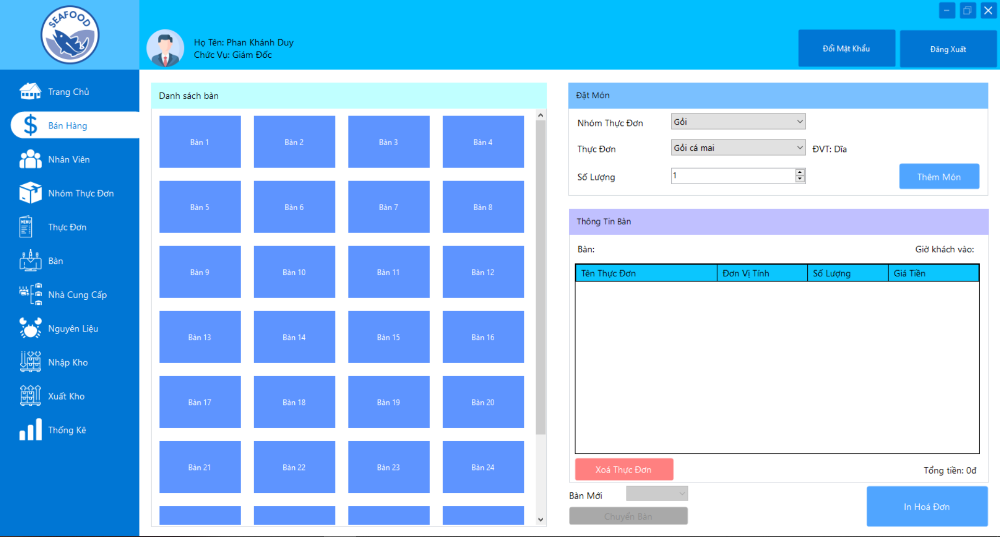 SEAFOOD
Họ Tên: Phan Khánh Duy
Chức Vụ: Giám Đốc
Đổi Mật Khẩu
Đăng Xuất
Trang Chủ
Bán Hàng
Nhân Viên
Nhóm Thực Đơn
MENU
Thực Đơn
Bàn
Nhà Cung Cấp
Nguyên Liệu
Nhập Kho
Xuất Kho
Thống Kê
Danh sách bàn
Bàn 1
Bàn 2
Bàn 3
Bàn 4
Bàn 5
Bàn 6
Bàn 7
Bàn 8
Bàn 9
Bàn 10
Bàn 11
Bàn 12
Bàn 13
Bàn 14
Bàn 15
Bàn 16
Bàn 17
Bàn 18
Bàn 19
Bàn 20
Bàn 21
Bàn 22
Bàn 23
Bàn 24
Đặt Món
Nhóm Thực Đơn
Gỏi
Thực Đơn
Gỏi cá mai
ĐVT: Dĩa
Số Lượng
1
Thêm Món
Thông Tin Bàn
Bàn:
Giờ khách vào:
Tên Thực Đơn
Đơn Vị Tính
Số Lượng
Giá Tiền
Xoá Thực Đơn
Tổng tiền: 0đ
Bàn Mới
Chuyển Bàn
In Hoá Đơn